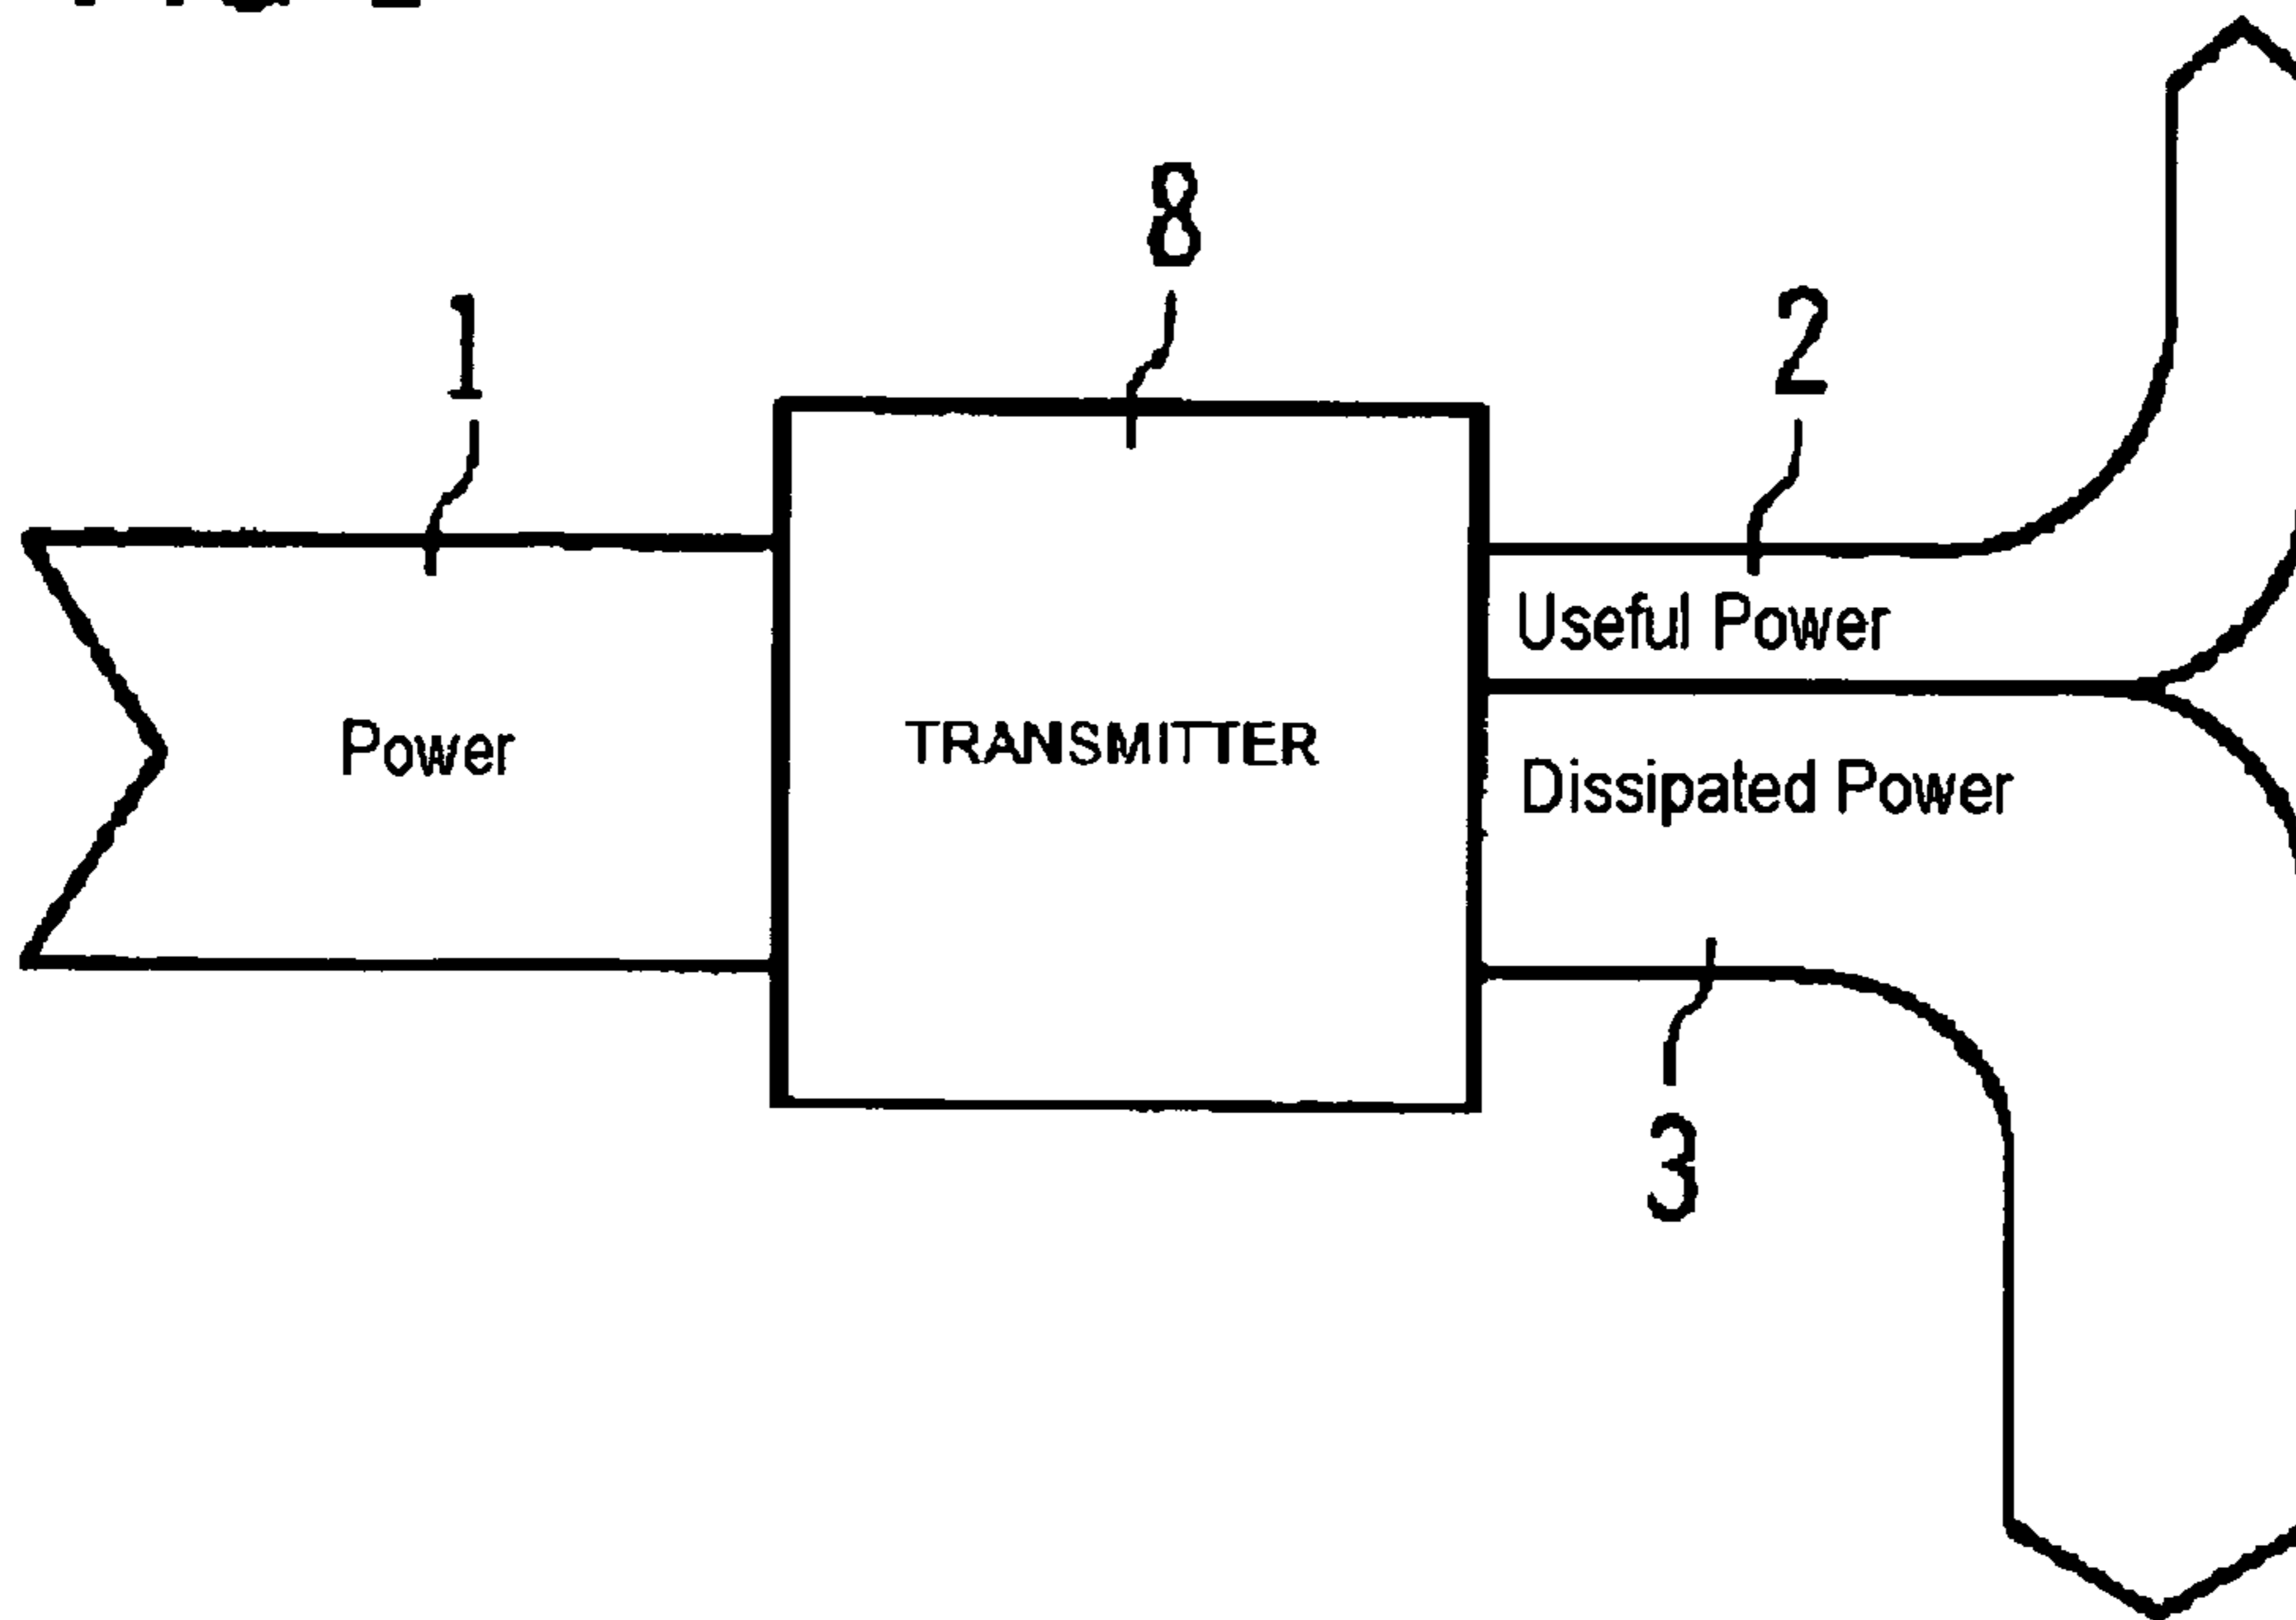 8
1
2
Useful Power
Power
TRANSMITTER
Dissipated Power
3